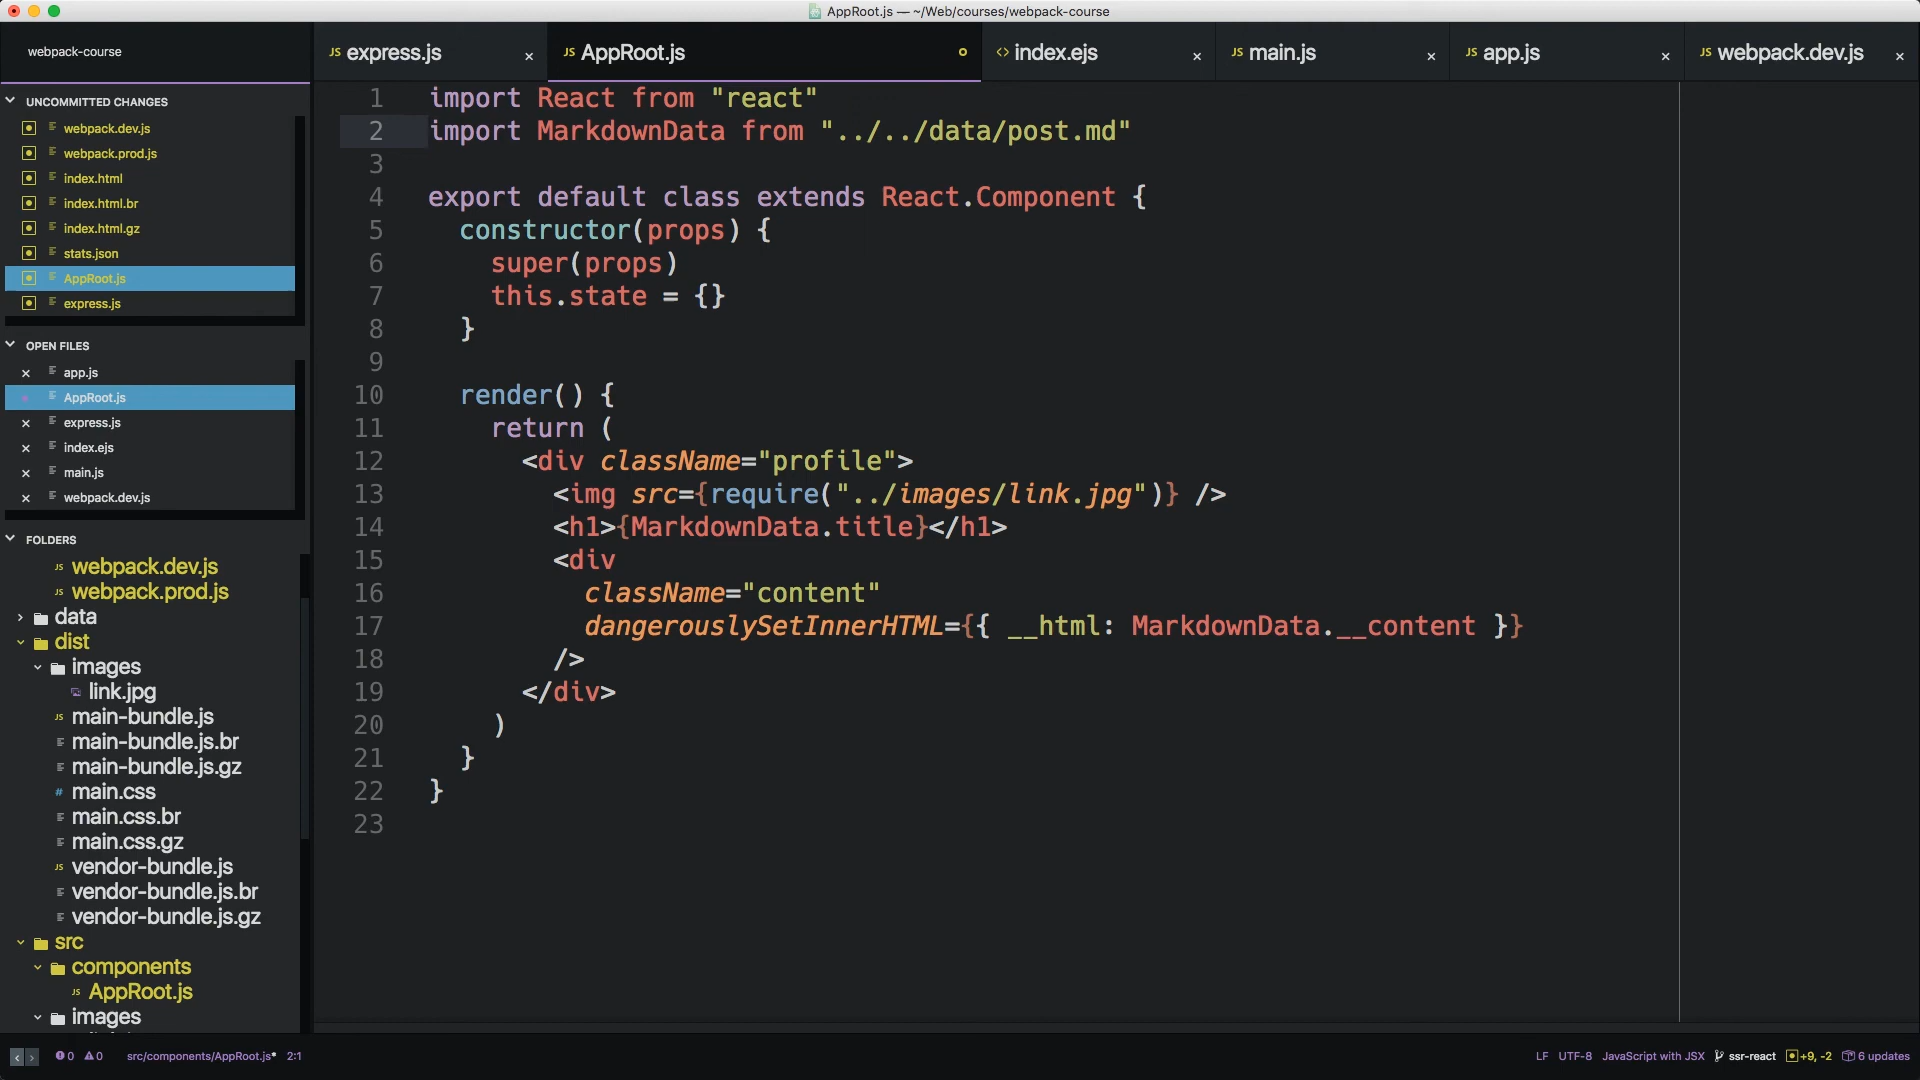 AppRoot.js — ~/Web/courses/webpack-course
webpack-course
JS express.js ×
JS AppRoot.js
<> index.ejs ×
JS main.js ×
JS app.js ×
JS webpack.dev.js ×
UNCOMMITTED CHANGES
webpack.dev.js
webpack.prod.js
index.html
index.html.br
index.html.gz
stats.json
AppRoot.js
express.js
OPEN FILES
× app.js
AppRoot.js
× express.js
× index.ejs
× main.js
× webpack.dev.js
FOLDERS
JS webpack.dev.js
JS webpack.prod.js
data
dist
images
link.jpg
JS main-bundle.js
main-bundle.js.br
main-bundle.js.gz
# main.css
main.css.br
main.css.gz
JS vendor-bundle.js
vendor-bundle.js.br
vendor-bundle.js.gz
src
components
JS AppRoot.js
images
1 import React from "react"
2 import MarkdownData from "../../data/post.md"
3
4 export default class extends React.Component {
5   constructor(props) {
6     super(props)
7     this.state = {}
8   }
9
10   render() {
11     return (
12       <div className="profile">
13         <img src={require("../images/link.jpg")} />
14         <h1>{MarkdownData.title}</h1>
15         <div
16           className="content"
17           dangerouslySetInnerHTML={{ __html: MarkdownData.__content }}
18         />
19       </div>
20     )
21   }
22 }
23
0 0 src/components/AppRoot.js* 2:1
LF UTF-8 JavaScript with JSX ssr-react +9, -2 6 updates